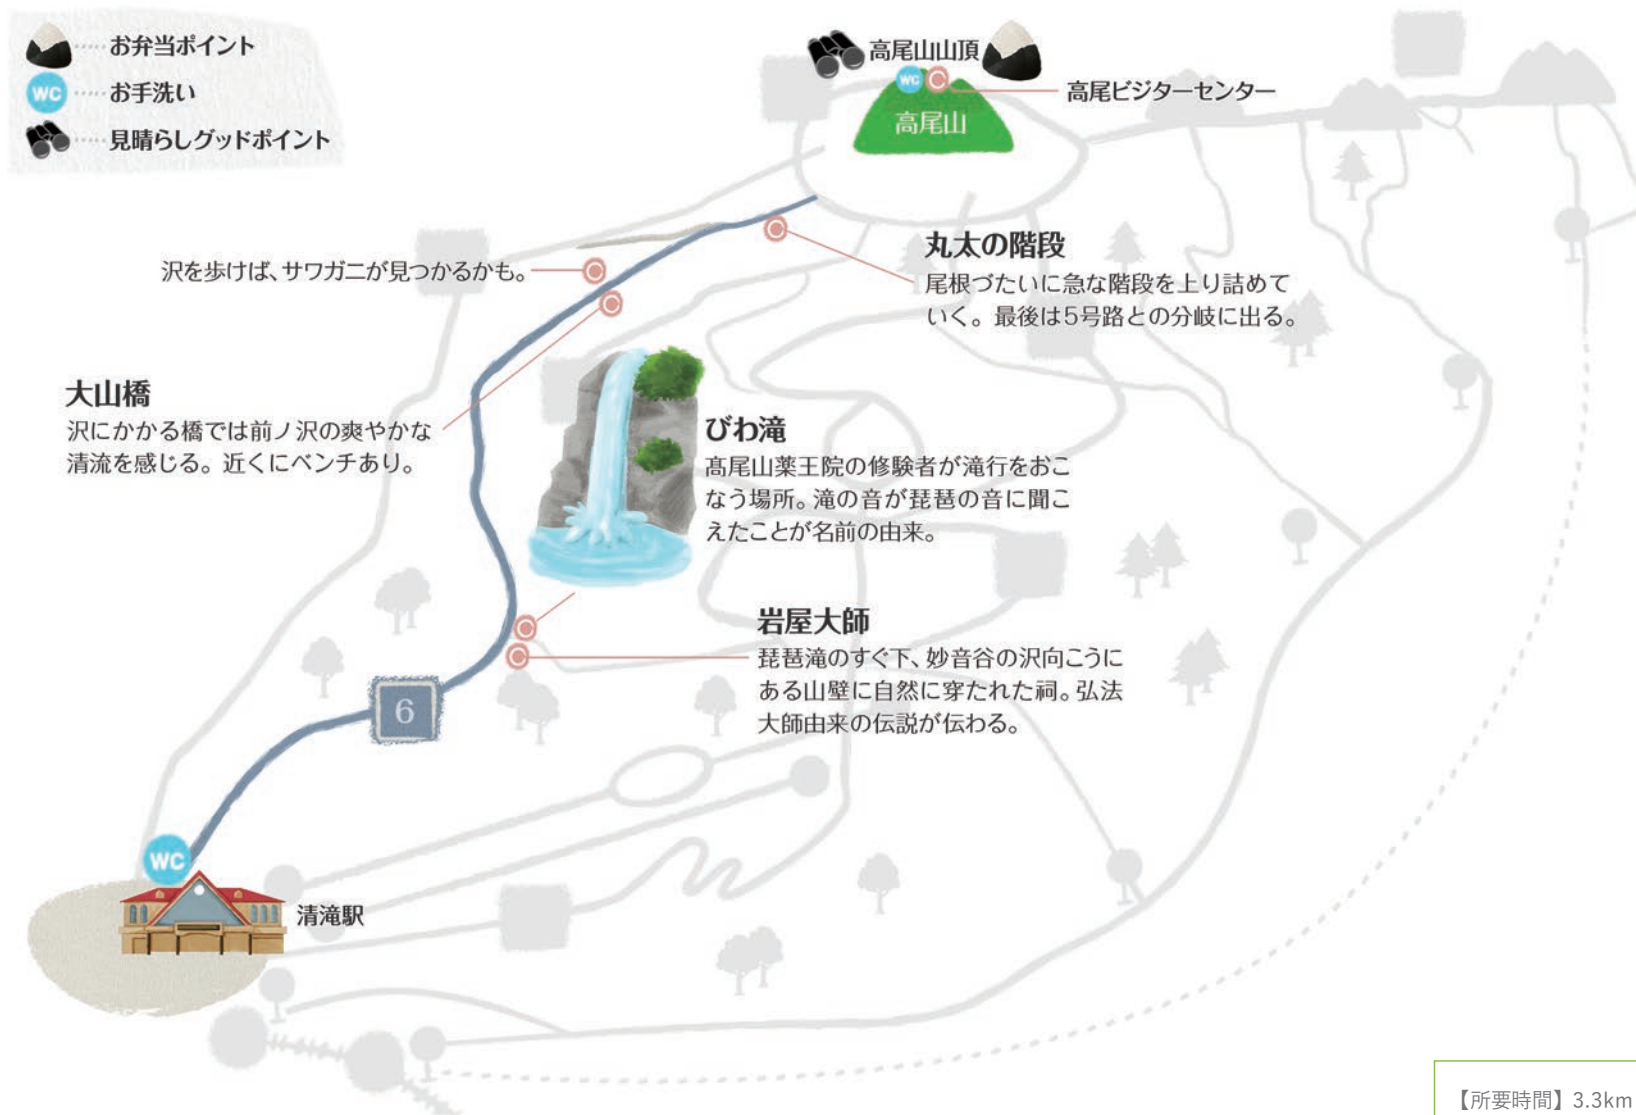 お弁当ポイント
WC お手洗い
見晴らしグッドポイント
高尾山山頂
WC
高尾ビジターセンター
高尾山
丸太の階段
尾根づたいに急な階段を上り詰めて
いく。最後は5号路との分岐に出る。
沢を歩けば、サワガニが見つかるかも。
大山橋
沢にかかる橋では前ノ沢の爽やかな
清流を感じる。近くにベンチあり。
びわ滝
髙尾山薬王院の修験者が滝行をおこ
なう場所。滝の音が琵琶の音に聞こ
えたことが名前の由来。
岩屋大師
琵琶滝のすぐ下、妙音谷の沢向こうに
ある山壁に自然に穿たれた祠。弘法
大師由来の伝説が伝わる。
6
WC
清滝駅
【所要時間】3.3km